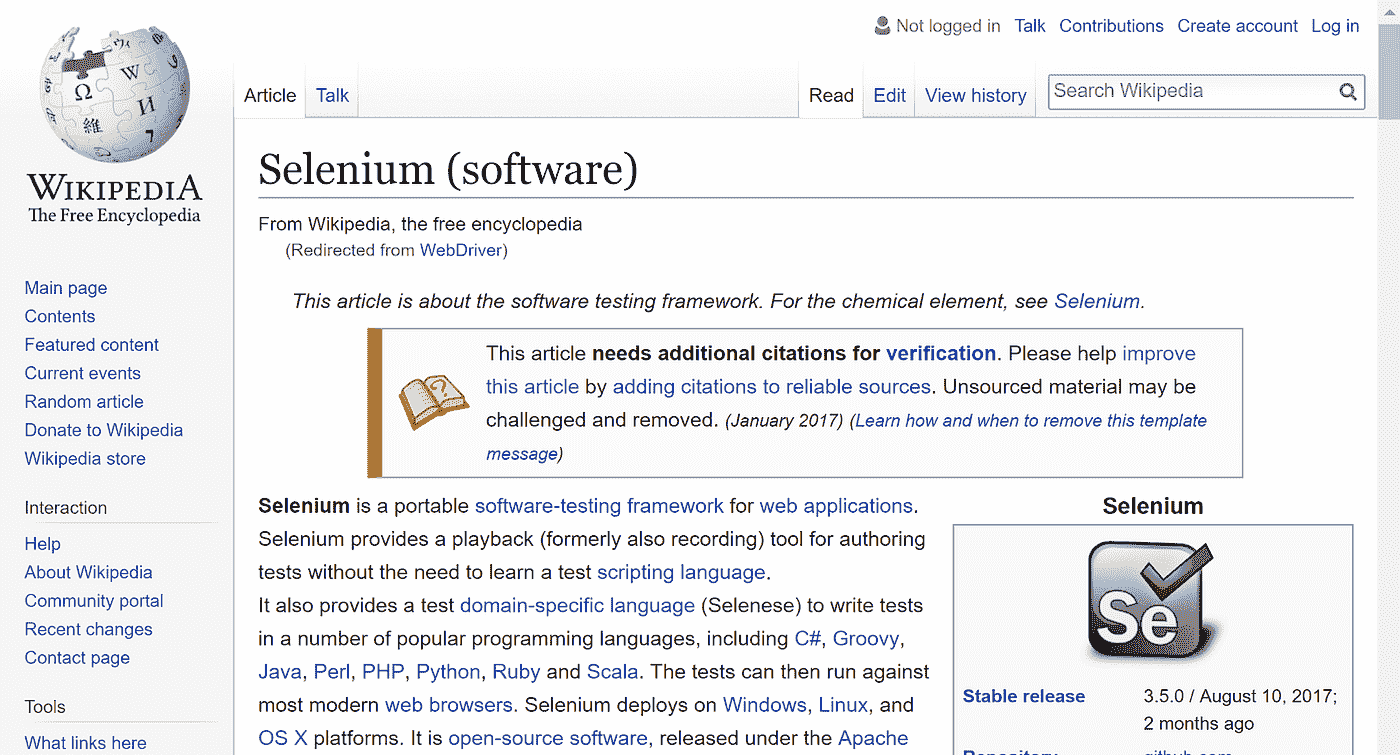 Not logged in Talk Contributions Create account Log in
Article Talk Read Edit View history Search Wikipedia
WIKIPEDIA
The Free Encyclopedia
Main page
Contents
Featured content
Current events
Random article
Donate to Wikipedia
Wikipedia store
Interaction
Help
About Wikipedia
Community portal
Recent changes
Contact page
Tools
What links here
Selenium (software)
From Wikipedia, the free encyclopedia
(Redirected from WebDriver)
This article is about the software testing framework. For the chemical element, see Selenium.
This article needs additional citations for verification. Please help improve
this article by adding citations to reliable sources. Unsourced material may be
challenged and removed. (January 2017) (Learn how and when to remove this template
message)
Selenium is a portable software-testing framework for web applications.
Selenium provides a playback (formerly also recording) tool for authoring
tests without the need to learn a test scripting language.
It also provides a test domain-specific language (Selenese) to write tests
in a number of popular programming languages, including C#, Groovy,
Java, Perl, PHP, Python, Ruby and Scala. The tests can then run against
most modern web browsers. Selenium deploys on Windows, Linux, and
OS X platforms. It is open-source software, released under the Apache
Selenium
Se
Stable release 3.5.0 / August 10, 2017;
2 months ago
Repository github.com